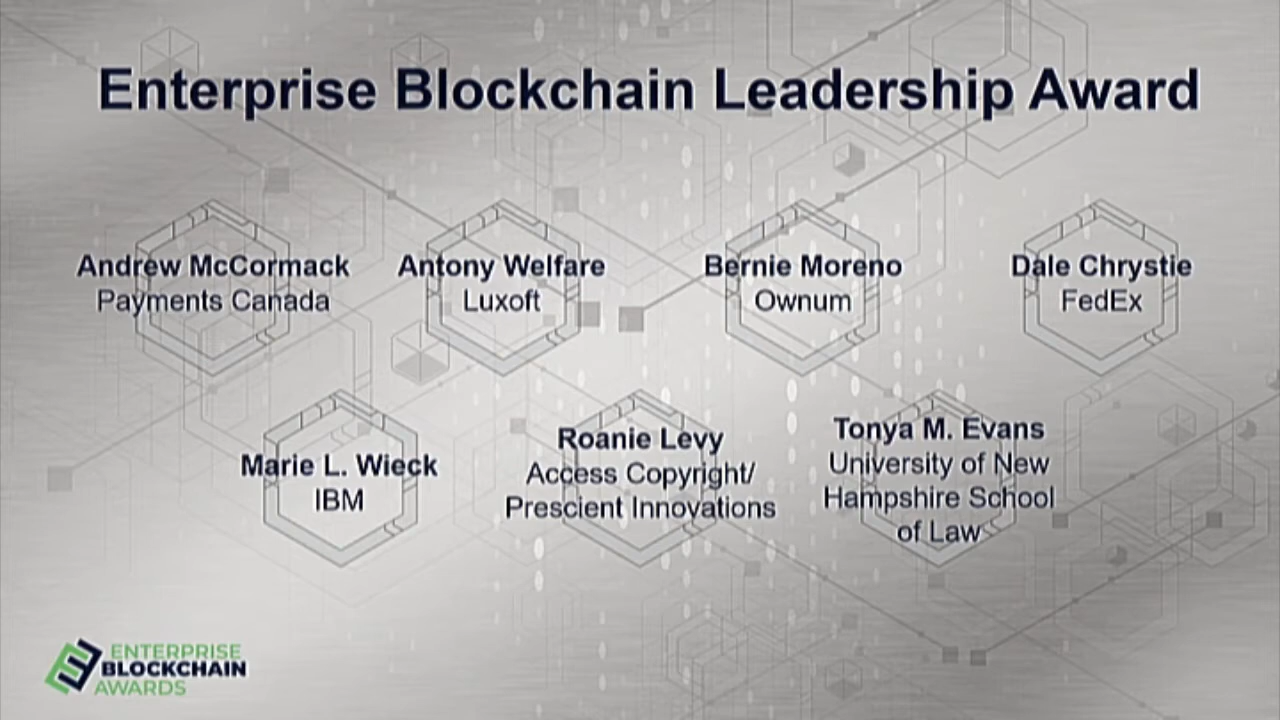 Enterprise Blockchain Leadership Award
Andrew McCormack
Payments Canada
Antony Welfare
Luxoft
Bernie Moreno
Ownum
Dale Chrystie
FedEx
Marie L. Wieck
IBM
Roanie Levy
Access Copyright/
Prescient Innovations
Tonya M. Evans
University of New
Hampshire School
of Law
ENTERPRISE
BLOCKCHAIN
AWARDS